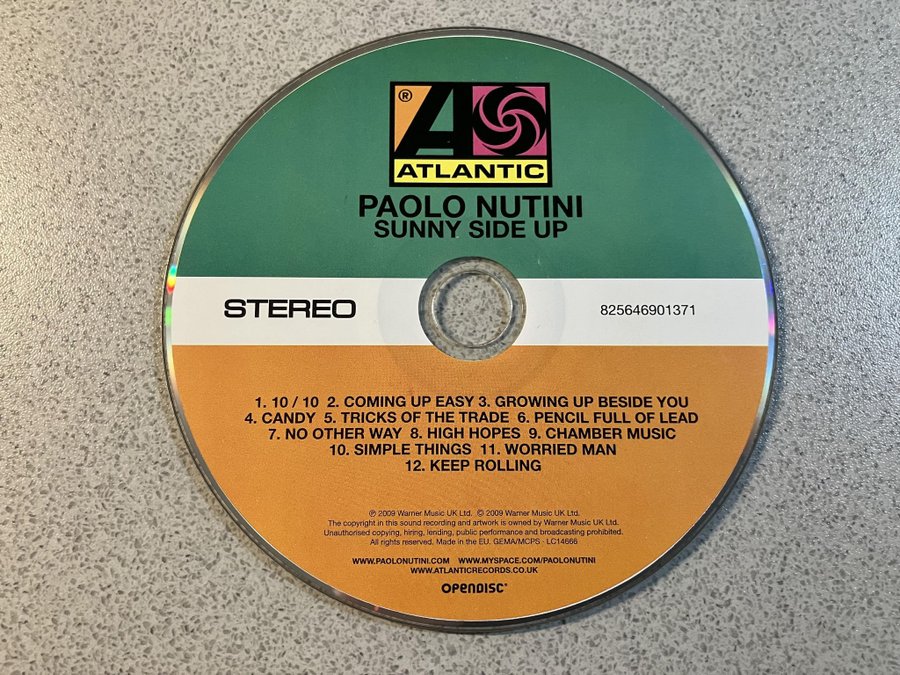 ®
ATLANTIC
PAOLO NUTINI
SUNNY SIDE UP
STEREO
825646901371
1. 10 / 10 2. COMING UP EASY 3. GROWING UP BESIDE YOU
4. CANDY 5. TRICKS OF THE TRADE 6. PENCIL FULL OF LEAD
7. NO OTHER WAY 8. HIGH HOPES 9. CHAMBER MUSIC
10. SIMPLE THINGS 11. WORRIED MAN
12. KEEP ROLLING
℗ 2009 Warner Music UK Ltd. © 2009 Warner Music UK Ltd.
The copyright in this sound recording and artwork is owned by Warner Music UK Ltd.
Unauthorised copying, hiring, lending, public performance and broadcasting prohibited.
All rights reserved. Made in the EU. GEMA/MCPS · LC14666
WWW.PAOLONUTINI.COM WWW.MYSPACE.COM/PAOLONUTINI
WWW.ATLANTICRECORDS.CO.UK
OPENDISC